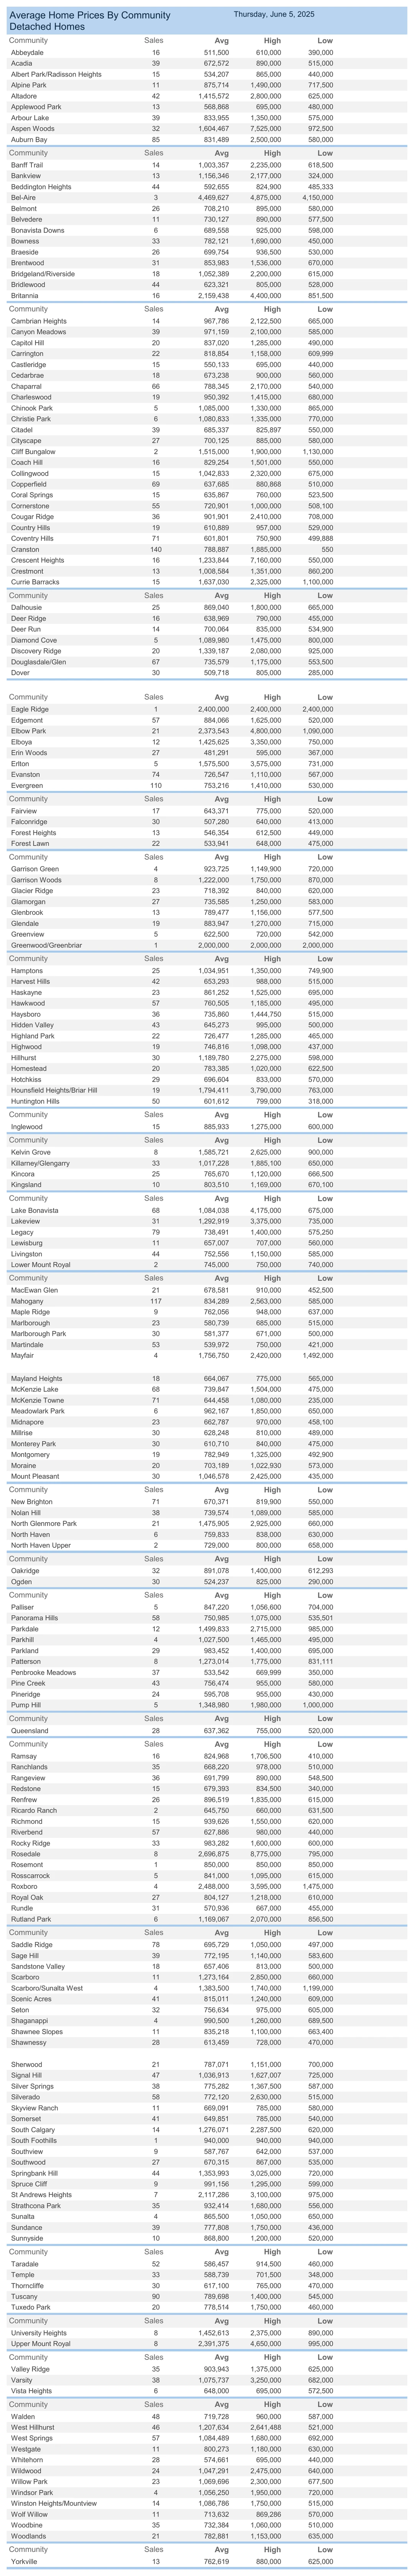 Average Home Prices By Community Thursday, June 5, 2025
Detached Homes
Community Sales Avg High Low
Abbeydale 16 511,500 610,000 390,000
Acadia 39 672,572 890,000 515,000
Albert Park/Radisson Heights 15 534,207 865,000 440,000
Alpine Park 11 875,714 1,490,000 717,500
Altadore 42 1,415,572 2,800,000 625,000
Applewood Park 13 568,868 695,000 480,000
Arbour Lake 39 833,955 1,350,000 575,000
Aspen Woods 32 1,604,467 7,525,000 972,500
Auburn Bay 85 831,489 2,500,000 580,000
Community Sales Avg High Low
Banff Trail 14 1,003,357 2,235,000 618,500
Bankview 13 1,156,346 2,177,000 324,000
Beddington Heights 44 592,655 824,900 485,333
Bel-Aire 3 4,469,627 4,875,000 4,150,000
Belmont 26 708,210 895,000 580,000
Belvedere 11 730,127 890,000 577,500
Bonavista Downs 6 689,558 925,000 598,000
Bowness 33 782,121 1,690,000 450,000
Braeside 26 699,754 936,500 530,000
Brentwood 31 853,983 1,536,000 670,000
Bridgeland/Riverside 18 1,052,389 2,200,000 615,000
Bridlewood 44 623,321 805,000 528,000
Britannia 16 2,159,438 4,400,000 851,500
Community Sales Avg High Low
Cambrian Heights 14 967,786 2,122,500 665,000
Canyon Meadows 39 971,159 2,100,000 585,000
Capitol Hill 20 837,020 1,285,000 490,000
Carrington 22 818,854 1,158,000 609,999
Castleridge 15 550,133 695,000 440,000
Cedarbrae 18 673,238 900,000 560,000
Chaparral 66 788,345 2,170,000 540,000
Charleswood 19 950,392 1,415,000 680,000
Chinook Park 5 1,085,000 1,330,000 865,000
Christie Park 6 1,080,833 1,335,000 770,000
Citadel 39 685,337 825,897 550,000
Cityscape 27 700,125 885,000 580,000
Cliff Bungalow 2 1,515,000 1,900,000 1,130,000
Coach Hill 16 829,254 1,501,000 550,000
Collingwood 15 1,042,833 2,320,000 675,000
Copperfield 69 637,685 880,868 510,000
Coral Springs 15 635,867 760,000 523,500
Cornerstone 55 720,901 1,000,000 508,100
Cougar Ridge 36 901,901 2,410,000 708,000
Country Hills 19 610,889 957,000 529,000
Coventry Hills 71 601,801 750,900 499,888
Cranston 140 788,887 1,885,000 550
Crescent Heights 16 1,233,844 7,160,000 550,000
Crestmont 13 1,008,584 1,351,000 860,200
Currie Barracks 15 1,637,030 2,325,000 1,100,000
Community Sales Avg High Low
Dalhousie 25 869,040 1,800,000 665,000
Deer Ridge 16 638,969 790,000 455,000
Deer Run 14 700,064 835,000 534,900
Diamond Cove 5 1,089,980 1,475,000 800,000
Discovery Ridge 20 1,339,187 2,080,000 925,000
Douglasdale/Glen 67 735,579 1,175,000 553,500
Dover 30 509,718 805,000 285,000
Community Sales Avg High Low
Eagle Ridge 1 2,400,000 2,400,000 2,400,000
Edgemont 57 884,066 1,625,000 520,000
Elbow Park 21 2,373,543 4,800,000 1,090,000
Elboya 12 1,425,625 3,350,000 750,000
Erin Woods 27 481,291 595,000 367,000
Erlton 5 1,575,500 3,575,000 731,000
Evanston 74 726,547 1,110,000 567,000
Evergreen 110 753,216 1,410,000 530,000
Community Sales Avg High Low
Fairview 17 643,371 775,000 520,000
Falconridge 30 507,280 640,000 413,000
Forest Heights 13 546,354 612,500 449,000
Forest Lawn 22 533,941 648,000 475,000
Community Sales Avg High Low
Garrison Green 4 923,725 1,149,900 720,000
Garrison Woods 8 1,222,000 1,750,000 870,000
Glacier Ridge 23 718,392 840,000 620,000
Glamorgan 27 735,585 1,250,000 583,000
Glenbrook 13 789,477 1,156,000 577,500
Glendale 19 883,947 1,270,000 715,000
Greenview 5 622,500 720,000 542,000
Greenwood/Greenbriar 1 2,000,000 2,000,000 2,000,000
Community Sales Avg High Low
Hamptons 25 1,034,951 1,350,000 749,900
Harvest Hills 42 653,293 988,000 515,000
Haskayne 23 861,252 1,525,000 695,000
Hawkwood 57 760,505 1,185,000 495,000
Haysboro 36 735,860 1,444,750 515,000
Hidden Valley 43 645,273 995,000 500,000
Highland Park 22 726,477 1,285,000 465,000
Highwood 19 746,816 1,098,000 437,000
Hillhurst 30 1,189,780 2,275,000 598,000
Homestead 20 783,385 1,020,000 622,500
Hotchkiss 29 696,604 833,000 570,000
Hounsfield Heights/Briar Hill 19 1,794,411 3,790,000 763,000
Huntington Hills 50 601,612 799,000 318,000
Community Sales Avg High Low
Inglewood 15 885,933 1,275,000 600,000
Community Sales Avg High Low
Kelvin Grove 8 1,585,721 2,625,000 900,000
Killarney/Glengarry 33 1,017,228 1,885,100 650,000
Kincora 25 765,670 1,120,000 666,500
Kingsland 10 803,510 1,169,000 670,100
Community Sales Avg High Low
Lake Bonavista 68 1,084,038 4,175,000 675,000
Lakeview 31 1,292,919 3,375,000 735,000
Legacy 79 738,491 1,400,000 575,250
Lewisburg 11 657,007 707,000 560,000
Livingston 44 752,556 1,150,000 585,000
Lower Mount Royal 2 745,000 750,000 740,000
Community Sales Avg High Low
MacEwan Glen 21 678,581 910,000 452,500
Mahogany 117 834,289 2,563,000 585,000
Maple Ridge 9 762,056 948,000 637,000
Marlborough 23 580,739 685,000 515,000
Marlborough Park 30 581,377 671,000 500,000
Martindale 53 539,972 750,000 421,000
Mayfair 4 1,756,750 2,420,000 1,492,000
Mayland Heights 18 664,067 775,000 565,000
McKenzie Lake 68 739,847 1,504,000 475,000
McKenzie Towne 71 644,458 1,080,000 235,000
Meadowlark Park 6 962,167 1,850,000 650,000
Midnapore 23 662,787 970,000 458,100
Millrise 30 628,248 810,000 489,000
Monterey Park 30 610,710 840,000 475,000
Montgomery 19 782,949 1,325,000 492,900
Moraine 20 703,189 1,022,930 573,000
Mount Pleasant 30 1,046,578 2,425,000 435,000
Community Sales Avg High Low
New Brighton 71 670,371 819,900 550,000
Nolan Hill 38 739,574 1,089,000 585,000
North Glenmore Park 21 1,475,905 2,925,000 660,000
North Haven 6 759,833 838,000 630,000
North Haven Upper 2 729,000 800,000 658,000
Community Sales Avg High Low
Oakridge 32 891,078 1,400,000 612,293
Ogden 30 524,237 825,000 290,000
Community Sales Avg High Low
Palliser 5 847,220 1,056,600 704,000
Panorama Hills 58 750,985 1,075,000 535,501
Parkdale 12 1,499,833 2,715,000 985,000
Parkhill 4 1,027,500 1,465,000 495,000
Parkland 29 983,452 1,400,000 695,000
Patterson 8 1,273,014 1,775,000 831,111
Penbrooke Meadows 37 533,542 669,999 350,000
Pine Creek 43 756,474 955,000 580,000
Pineridge 24 595,708 955,000 430,000
Pump Hill 5 1,348,980 1,980,000 1,000,000
Community Sales Avg High Low
Queensland 28 637,362 755,000 520,000
Community Sales Avg High Low
Ramsay 16 824,968 1,706,500 410,000
Ranchlands 35 668,220 978,000 510,000
Rangeview 36 691,799 890,000 548,500
Redstone 15 679,393 834,500 340,000
Renfrew 26 896,519 1,835,000 615,000
Ricardo Ranch 2 645,750 660,000 631,500
Richmond 15 939,626 1,550,000 620,000
Riverbend 57 627,886 980,000 440,000
Rocky Ridge 33 983,282 1,600,000 600,000
Rosedale 8 2,696,875 8,775,000 795,000
Rosemont 1 850,000 850,000 850,000
Rosscarrock 5 841,000 1,095,000 615,000
Roxboro 4 2,488,000 3,595,000 1,475,000
Royal Oak 27 804,127 1,218,000 610,000
Rundle 31 570,936 667,000 455,000
Rutland Park 6 1,169,067 2,070,000 856,500
Community Sales Avg High Low
Saddle Ridge 78 695,729 1,050,000 497,000
Sage Hill 39 772,195 1,140,000 583,600
Sandstone Valley 18 657,406 813,000 500,000
Scarboro 11 1,273,164 2,850,000 660,000
Scarboro/Sunalta West 4 1,383,500 1,740,000 1,199,000
Scenic Acres 41 815,011 1,240,000 609,000
Seton 32 756,634 975,000 605,000
Shaganappi 4 990,500 1,260,000 689,500
Shawnee Slopes 11 835,218 1,100,000 663,400
Shawnessy 28 613,459 728,000 470,000
Sherwood 21 787,071 1,151,000 700,000
Signal Hill 47 1,036,913 1,627,007 725,000
Silver Springs 38 775,282 1,367,500 587,000
Silverado 58 772,120 2,630,000 515,000
Skyview Ranch 11 669,091 785,000 580,000
Somerset 41 649,851 785,000 540,000
South Calgary 14 1,276,071 2,287,500 620,000
South Foothills 1 940,000 940,000 940,000
Southview 9 587,767 642,000 537,000
Southwood 27 670,315 867,000 535,000
Springbank Hill 44 1,353,993 3,025,000 720,000
Spruce Cliff 9 991,156 1,295,000 599,000
St Andrews Heights 7 2,117,286 3,100,000 975,000
Strathcona Park 35 932,414 1,680,000 556,000
Sunalta 4 865,500 1,050,000 650,000
Sundance 39 777,808 1,750,000 436,000
Sunnyside 10 868,800 1,200,000 520,000
Community Sales Avg High Low
Taradale 52 586,457 914,500 460,000
Temple 33 588,739 701,500 348,000
Thorncliffe 30 617,100 765,000 470,000
Tuscany 90 789,698 1,400,000 545,000
Tuxedo Park 20 778,514 1,750,000 460,000
Community Sales Avg High Low
University Heights 8 1,452,613 2,375,000 890,000
Upper Mount Royal 8 2,391,375 4,650,000 995,000
Community Sales Avg High Low
Valley Ridge 35 903,943 1,375,000 625,000
Varsity 38 1,075,737 3,250,000 682,000
Vista Heights 6 648,000 695,000 572,500
Community Sales Avg High Low
Walden 48 719,728 960,000 587,000
West Hillhurst 46 1,207,634 2,641,488 521,000
West Springs 57 1,084,489 1,680,000 692,000
Westgate 11 800,273 1,180,000 630,000
Whitehorn 28 574,661 695,000 440,000
Wildwood 24 1,047,291 2,475,000 640,000
Willow Park 23 1,069,696 2,300,000 677,500
Windsor Park 4 1,056,250 1,950,000 720,000
Winston Heights/Mountview 14 1,086,786 1,750,000 515,000
Wolf Willow 11 713,632 869,286 570,000
Woodbine 35 732,384 1,060,000 510,000
Woodlands 21 782,881 1,153,000 635,000
Community Sales Avg High Low
Yorkville 13 762,619 880,000 625,000